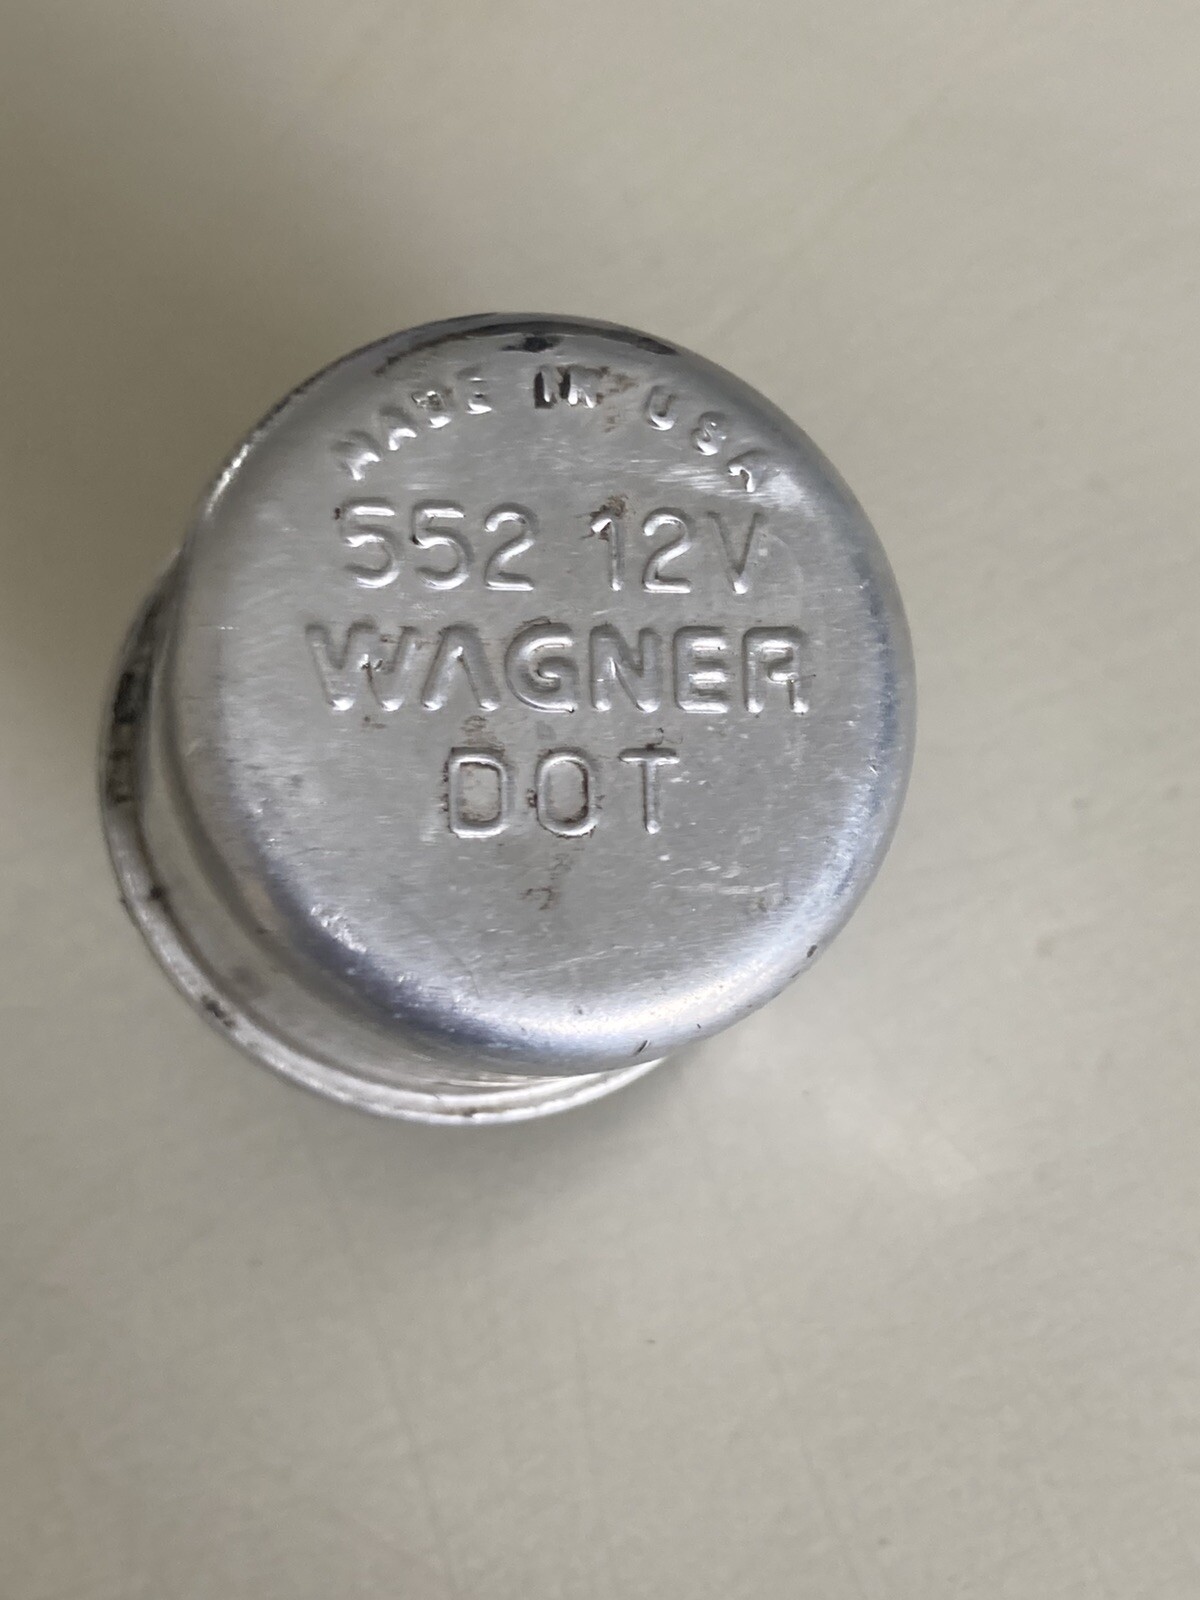 MADE IN USA
552 12V
WAGNER
DOT